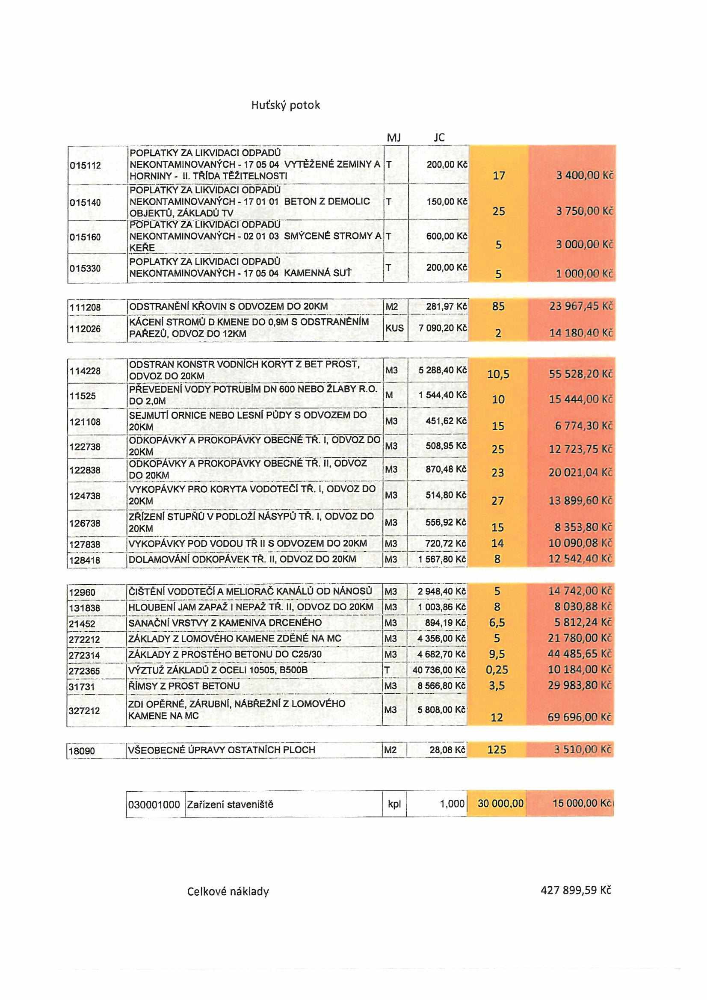 Huťský potok
MJ JC
015112 POPLATKY ZA LIKVIDACI ODPADŮ
NEKONTAMINOVANÝCH - 17 05 04 VYTĚŽENÉ ZEMINY A T 200,00 Kč
HORNINY - II. TŘÍDA TĚŽITELNOSTI 17 3 400,00 Kč
015140 POPLATKY ZA LIKVIDACI ODPADŮ
NEKONTAMINOVANÝCH - 17 01 01 BETON Z DEMOLIC T 150,00 Kč
OBJEKTŮ, ZÁKLADŮ TV 25 3 750,00 Kč
015160 POPLATKY ZA LIKVIDACI ODPADŮ
NEKONTAMINOVANÝCH - 02 01 03 SMÝCENÉ STROMY A T 600,00 Kč
KEŘE 5 3 000,00 Kč
015330 POPLATKY ZA LIKVIDACI ODPADŮ
NEKONTAMINOVANÝCH - 17 05 04 KAMENNÁ SUŤ T 200,00 Kč 5 1 000,00 Kč
111208 ODSTRANĚNÍ KŘOVIN S ODVOZEM DO 20KM M2 281,97 Kč 85 23 967,45 Kč
112026 KÁCENÍ STROMŮ D KMENE DO 0,9M S ODSTRANĚNÍM
PAŘEZŮ, ODVOZ DO 12KM KUS 7 090,20 Kč 2 14 180,40 Kč
114228 ODSTRAN KONSTR VODNÍCH KORYT Z BET PROST,
ODVOZ DO 20KM M3 5 288,40 Kč 10,5 55 528,20 Kč
11525 PŘEVEDENÍ VODY POTRUBÍM DN 600 NEBO ŽLABY R.O.
DO 2,0M M 1 544,40 Kč 10 15 444,00 Kč
121108 SEJMUTÍ ORNICE NEBO LESNÍ PŮDY S ODVOZEM DO
20KM M3 451,62 Kč 15 6 774,30 Kč
122738 ODKOPÁVKY A PROKOPÁVKY OBECNÉ TŘ. I, ODVOZ DO
20KM M3 508,95 Kč 25 12 723,75 Kč
122838 ODKOPÁVKY A PROKOPÁVKY OBECNÉ TŘ. II, ODVOZ
DO 20KM M3 870,48 Kč 23 20 021,04 Kč
124738 VYKOPÁVKY PRO KORYTA VODOTEČÍ TŘ. I, ODVOZ DO
20KM M3 514,80 Kč 27 13 899,60 Kč
126738 ZŘÍZENÍ STUPŇŮ V PODLOŽÍ NÁSYPŮ TŘ. I, ODVOZ DO
20KM M3 556,92 Kč 15 8 353,80 Kč
127838 VYKOPÁVKY POD VODOU TŘ II S ODVOZEM DO 20KM M3 720,72 Kč 14 10 090,08 Kč
128418 DOLAMOVÁNÍ ODKOPÁVEK TŘ. II, ODVOZ DO 20KM M3 1 567,80 Kč 8 12 542,40 Kč
12960 ČIŠTĚNÍ VODOTEČÍ A MELIORAČ KANÁLŮ OD NÁNOSŮ M3 2 948,40 Kč 5 14 742,00 Kč
131838 HLOUBENÍ JAM ZAPAŽ I NEPAŽ TŘ. II, ODVOZ DO 20KM M3 1 003,86 Kč 8 8 030,88 Kč
21452 SANAČNÍ VRSTVY Z KAMENIVA DRCENÉHO M3 894,19 Kč 6,5 5 812,24 Kč
272212 ZÁKLADY Z LOMOVÉHO KAMENE ZDĚNÉ NA MC M3 4 356,00 Kč 5 21 780,00 Kč
272314 ZÁKLADY Z PROSTÉHO BETONU DO C25/30 M3 4 682,70 Kč 9,5 44 485,65 Kč
272365 VÝZTUŽ ZÁKLADŮ Z OCELI 10505, B500B T 40 736,00 Kč 0,25 10 184,00 Kč
31731 ŘÍMSY Z PROST BETONU M3 8 566,80 Kč 3,5 29 983,80 Kč
327212 ZDI OPĚRNÉ, ZÁRUBNÍ, NÁBŘEŽNÍ Z LOMOVÉHO
KAMENE NA MC M3 5 808,00 Kč 12 69 696,00 Kč
18090 VŠEOBECNÉ ÚPRAVY OSTATNÍCH PLOCH M2 28,08 Kč 125 3 510,00 Kč
030001000 Zařízení staveniště kpl 1,000 30 000,00 15 000,00 Kč
Celkové náklady 427 899,59 Kč